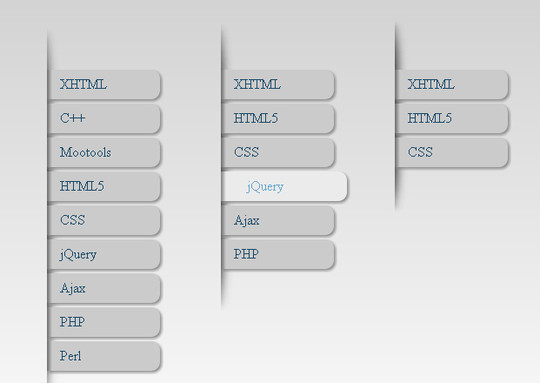 XHTML
C++
Mootools
HTML5
CSS
jQuery
Ajax
PHP
Perl
XHTML
HTML5
CSS
jQuery
Ajax
PHP
XHTML
HTML5
CSS